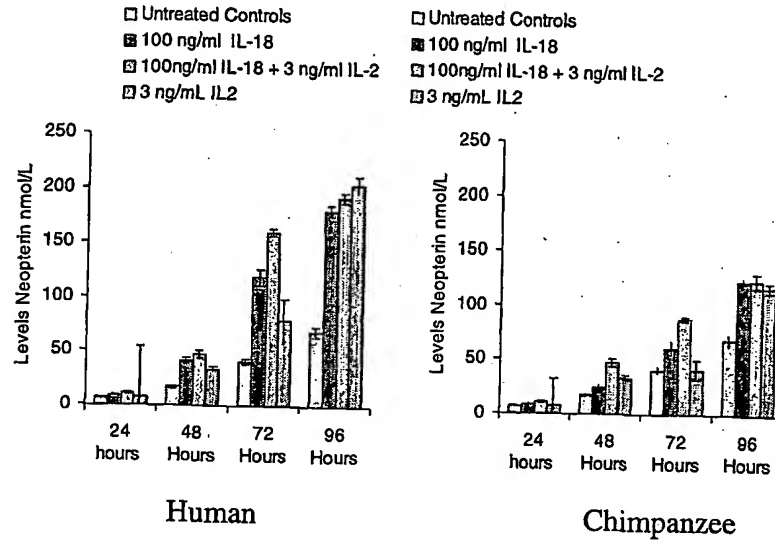 Untreated Controls
100 ng/ml IL-18
100ng/ml IL-18 + 3 ng/ml IL-2
3 ng/mL IL2
Levels Neopterin nmol/L
250
200
150
100
50
0
24 hours
48 Hours
72 Hours
96 Hours
Human
Untreated Controls
100 ng/ml IL-18
100ng/ml IL-18 + 3 ng/ml IL-2
3 ng/mL IL2
Levels Neopterin nmol/L
250
200
150
100
50
0
24 hours
48 Hours
72 Hours
96 Hours
Chimpanzee